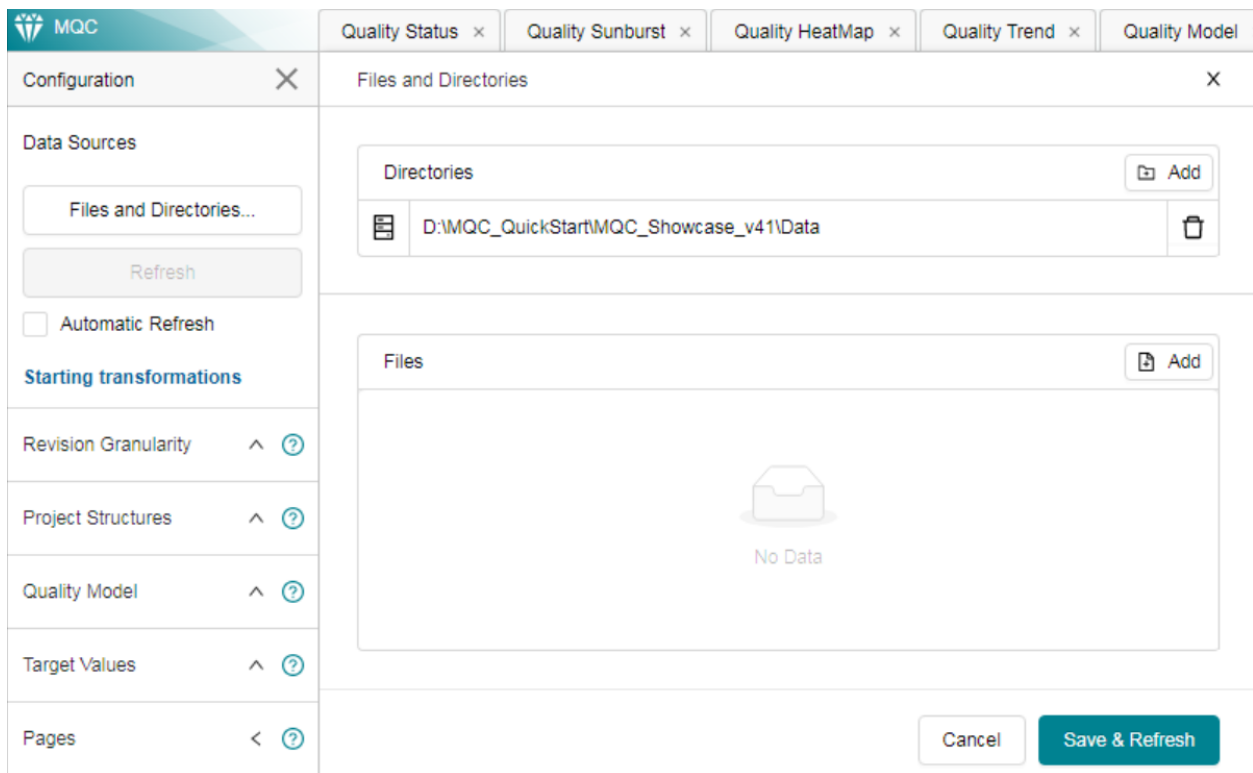 MQC
Quality Status ×
Quality Sunburst ×
Quality HeatMap ×
Quality Trend ×
Quality Model
Configuration
Files and Directories
Data Sources
Files and Directories...
Refresh
Automatic Refresh
Starting transformations
Revision Granularity
Project Structures
Quality Model
Target Values
Pages
Directories
Add
D:\MQC_QuickStart\MQC_Showcase_v41\Data
Files
Add
No Data
Cancel
Save & Refresh